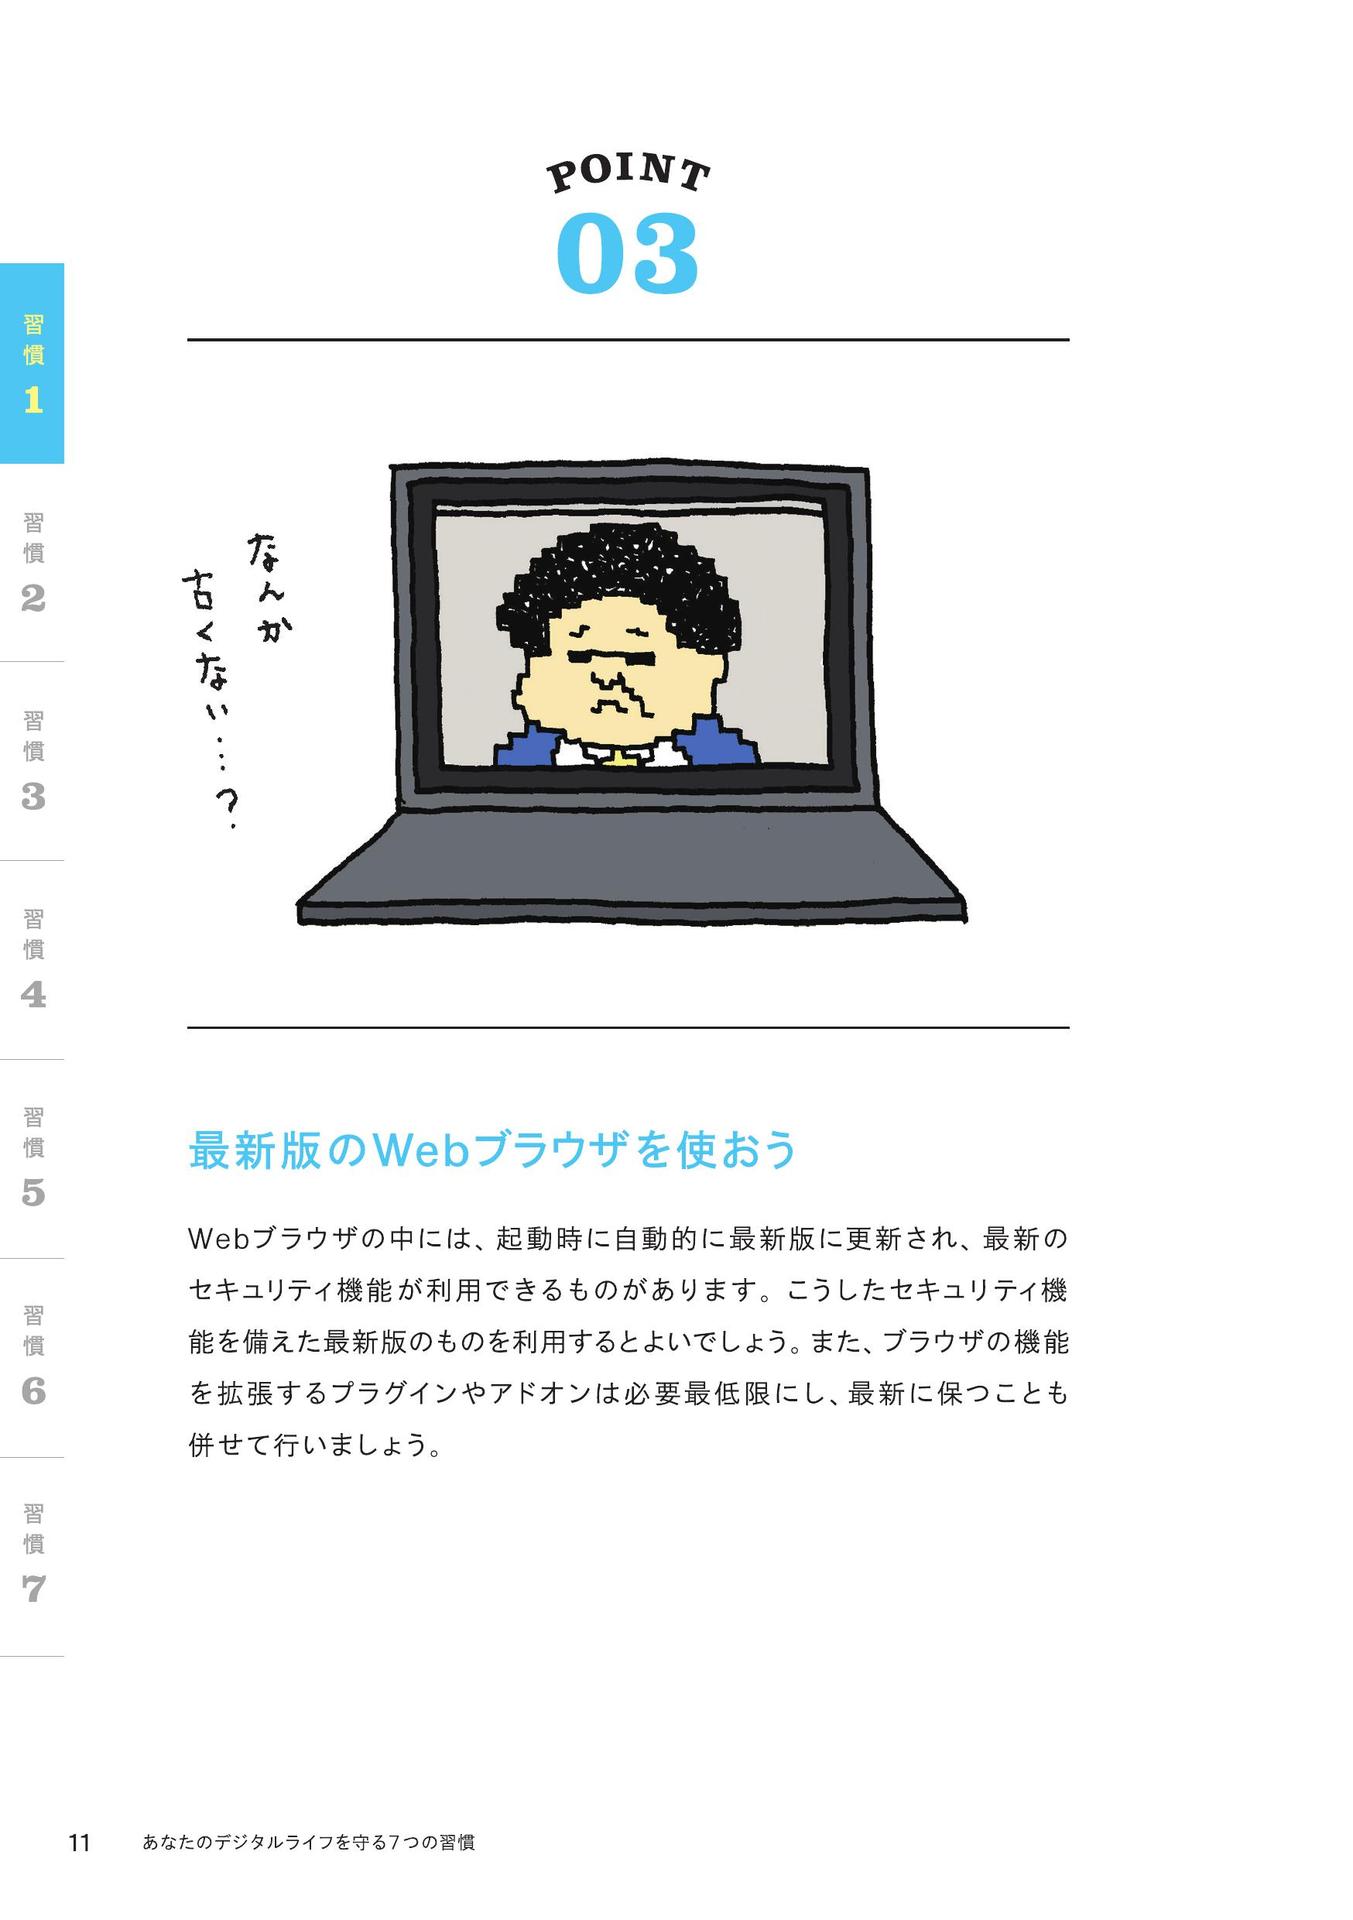 POINT
03
習慣1
習慣2
習慣3
習慣4
習慣5
習慣6
習慣7
なんか
古くない…?
最新版のWebブラウザを使おう
Webブラウザの中には、起動時に自動的に最新版に更新され、最新の
セキュリティ機能が利用できるものがあります。こうしたセキュリティ機
能を備えた最新版のものを利用するとよいでしょう。また、ブラウザの機能
を拡張するプラグインやアドオンは必要最低限にし、最新に保つことも
併せて行いましょう。
11 あなたのデジタルライフを守る7つの習慣